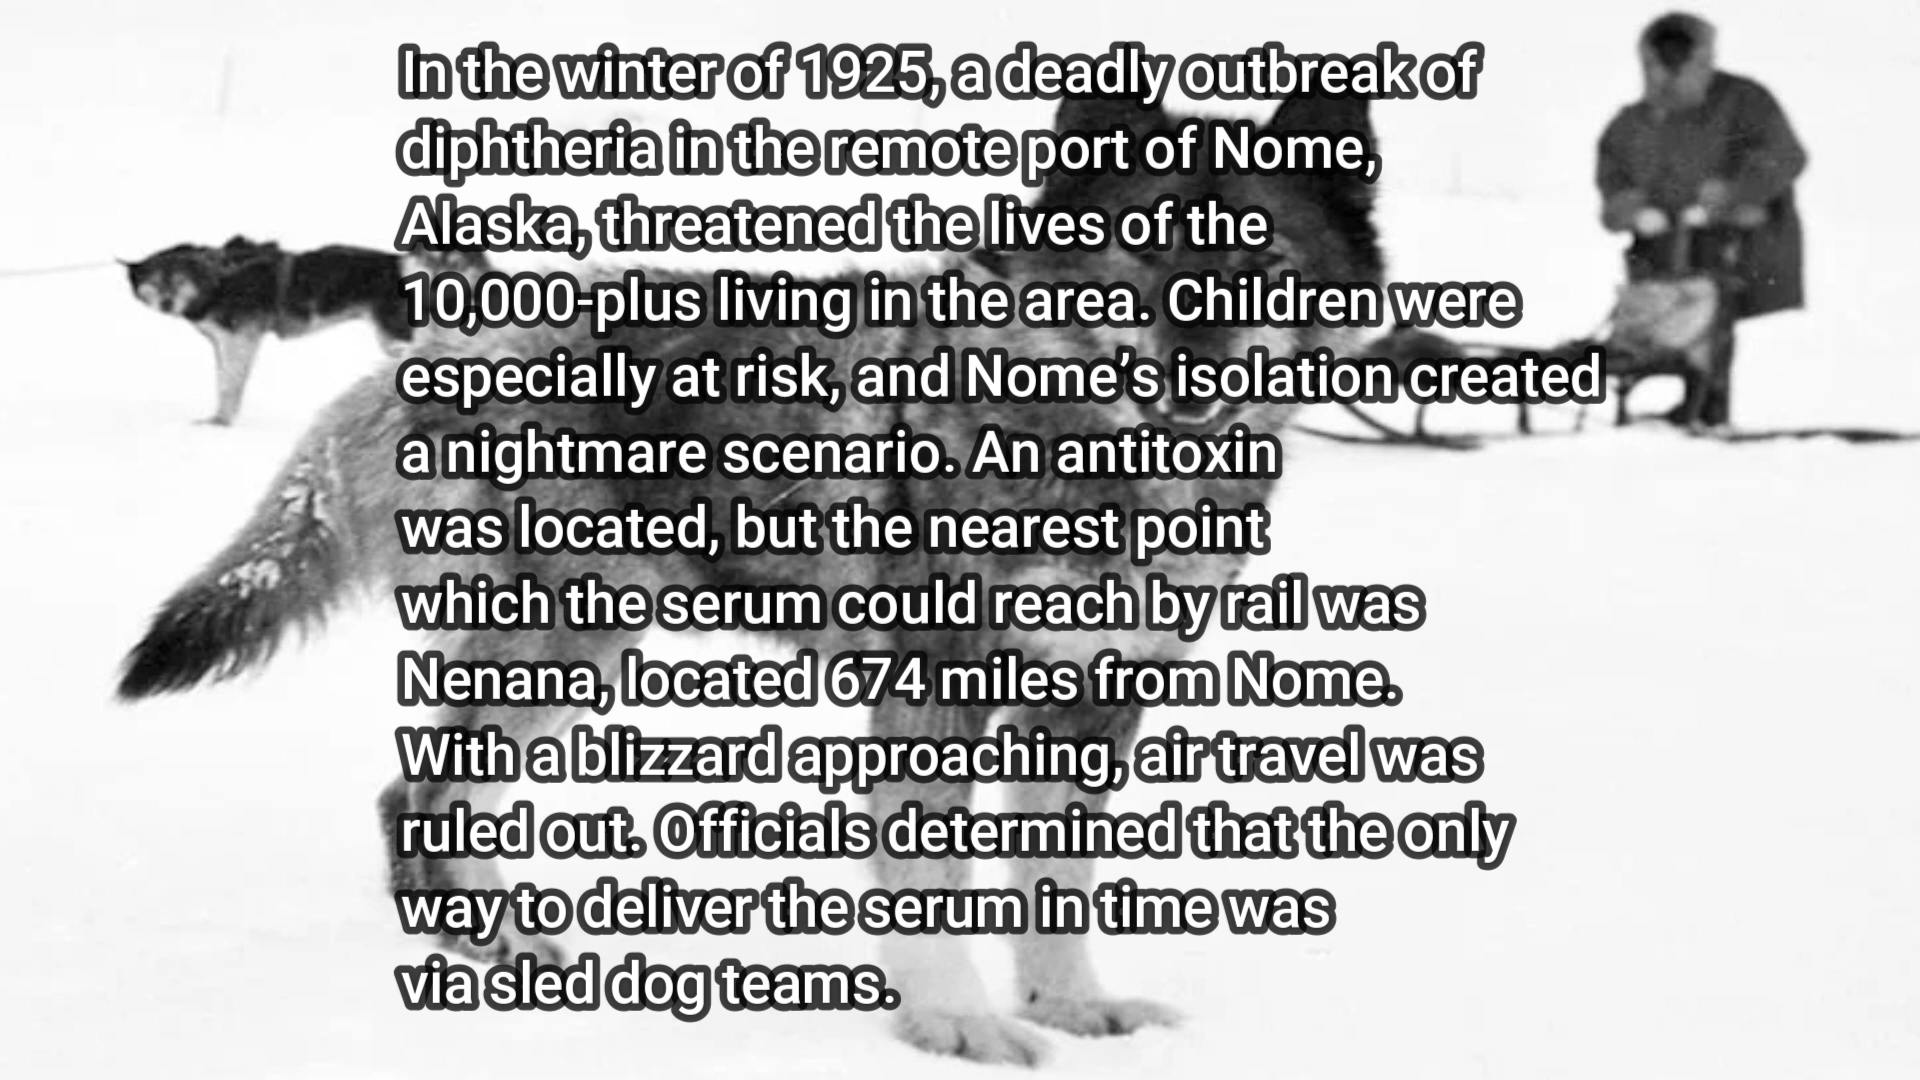 In the winter of 1925, a deadly outbreak of
diphtheria in the remote port of Nome,
Alaska, threatened the lives of the
10,000-plus living in the area. Children were
especially at risk, and Nome’s isolation created
a nightmare scenario. An antitoxin
was located, but the nearest point
which the serum could reach by rail was
Nenana, located 674 miles from Nome.
With a blizzard approaching, air travel was
ruled out. Officials determined that the only
way to deliver the serum in time was
via sled dog teams.